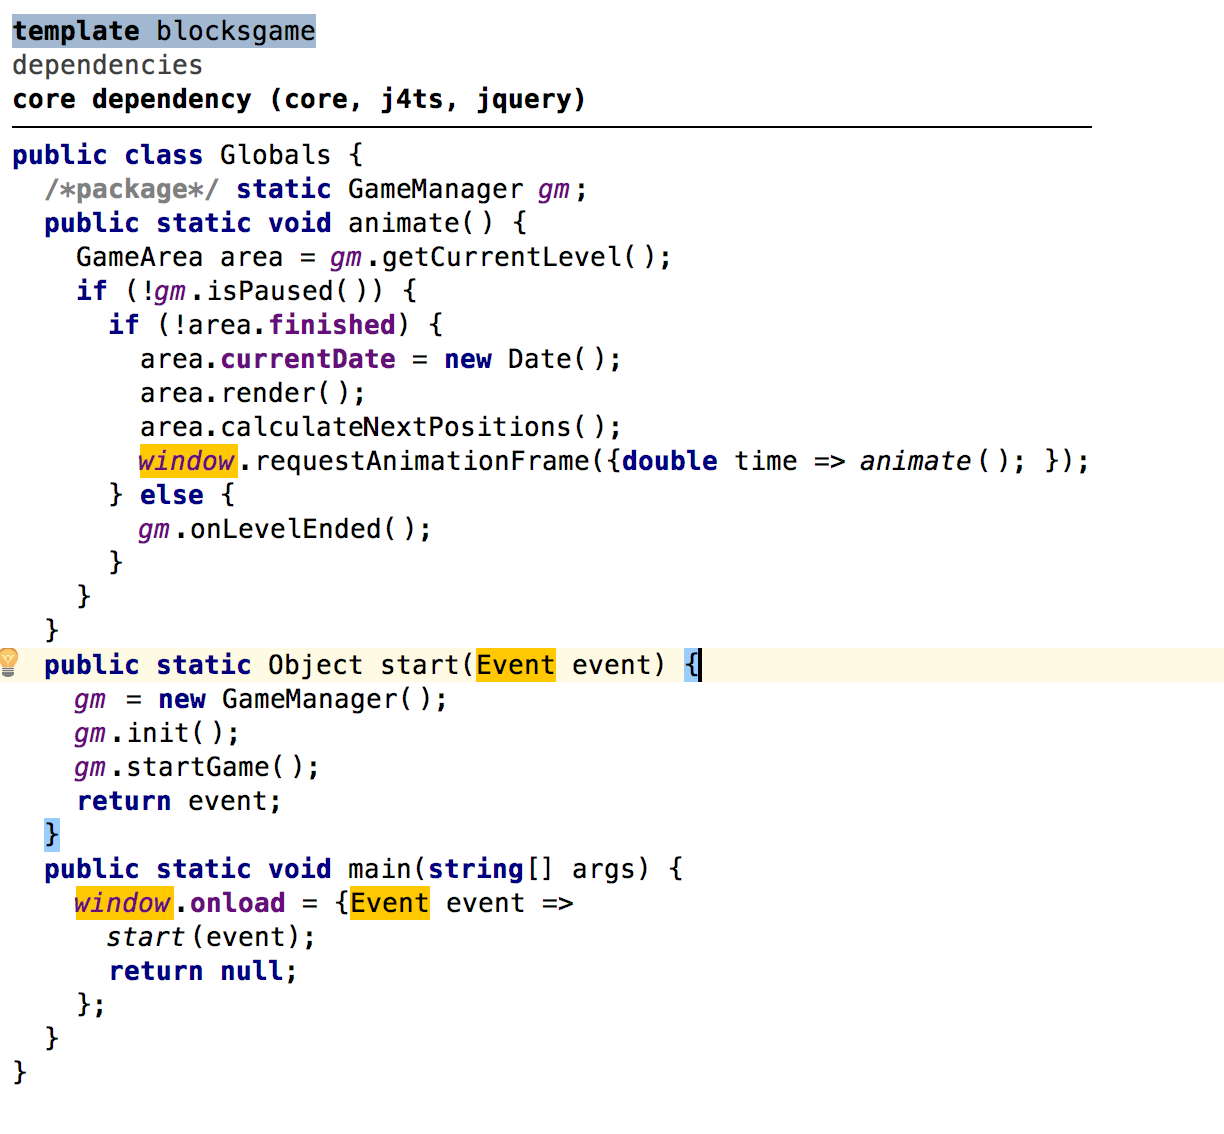 template blocksgame
dependencies
core dependency (core, j4ts, jquery)
public class Globals {
  /*package*/ static GameManager gm;
  public static void animate() {
    GameArea area = gm.getCurrentLevel();
    if (!gm.isPaused()) {
      if (!area.finished) {
        area.currentDate = new Date();
        area.render();
        area.calculateNextPositions();
        window.requestAnimationFrame({double time => animate(); });
      } else {
        gm.onLevelEnded();
      }
    }
  }
  public static Object start(Event event) {
    gm = new GameManager();
    gm.init();
    gm.startGame();
    return event;
  }
  public static void main(string[] args) {
    window.onload = {Event event =>
      start(event);
      return null;
    };
  }
}